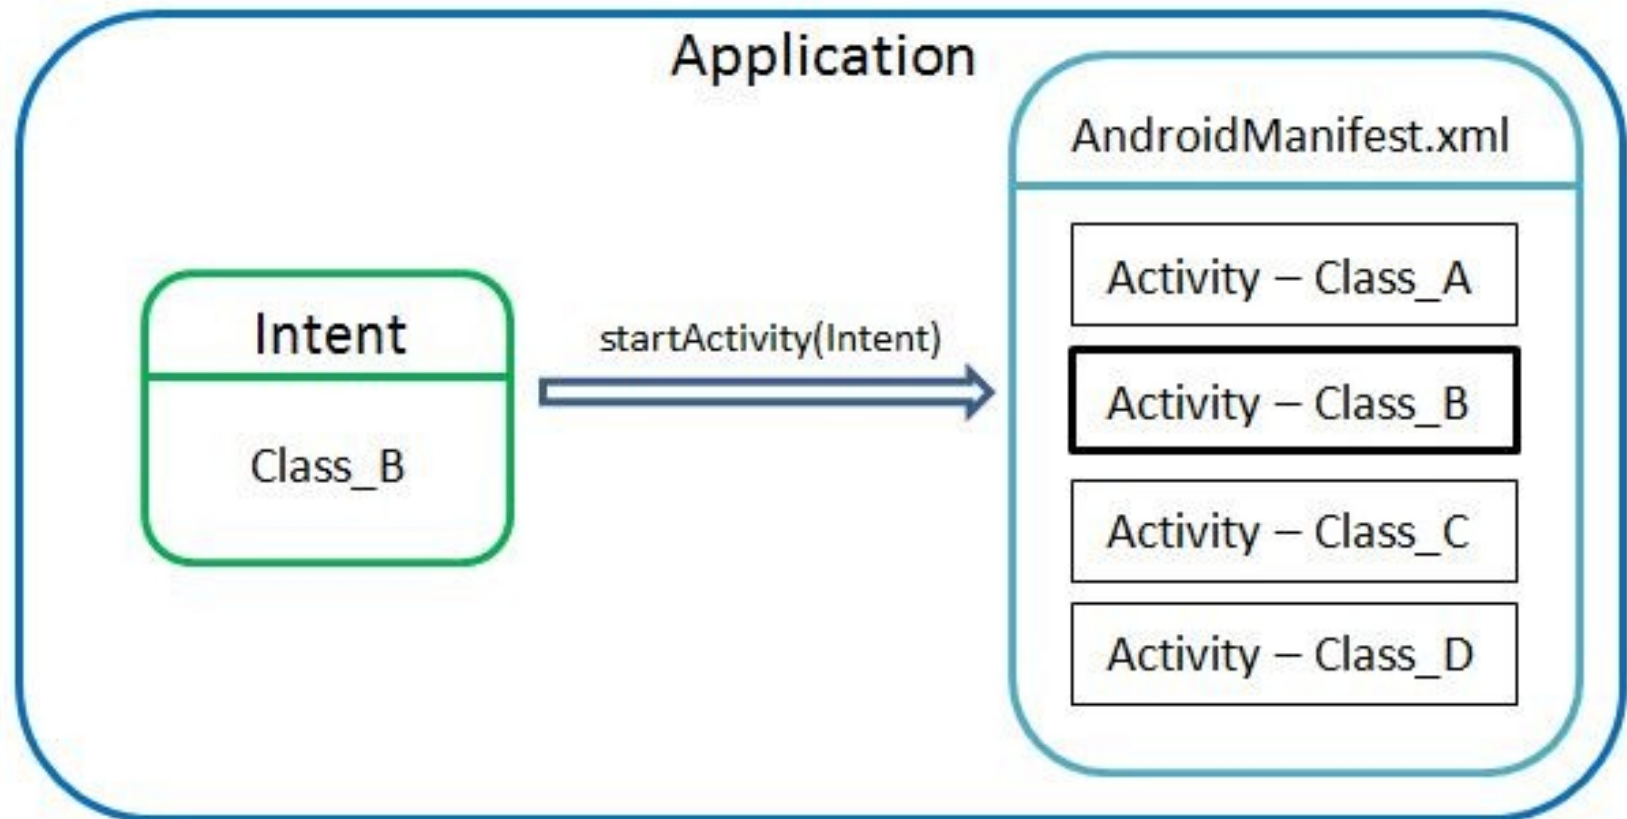 Application
AndroidManifest.xml
Intent
Class_B
startActivity(Intent)
Activity – Class_A
Activity – Class_B
Activity – Class_C
Activity – Class_D